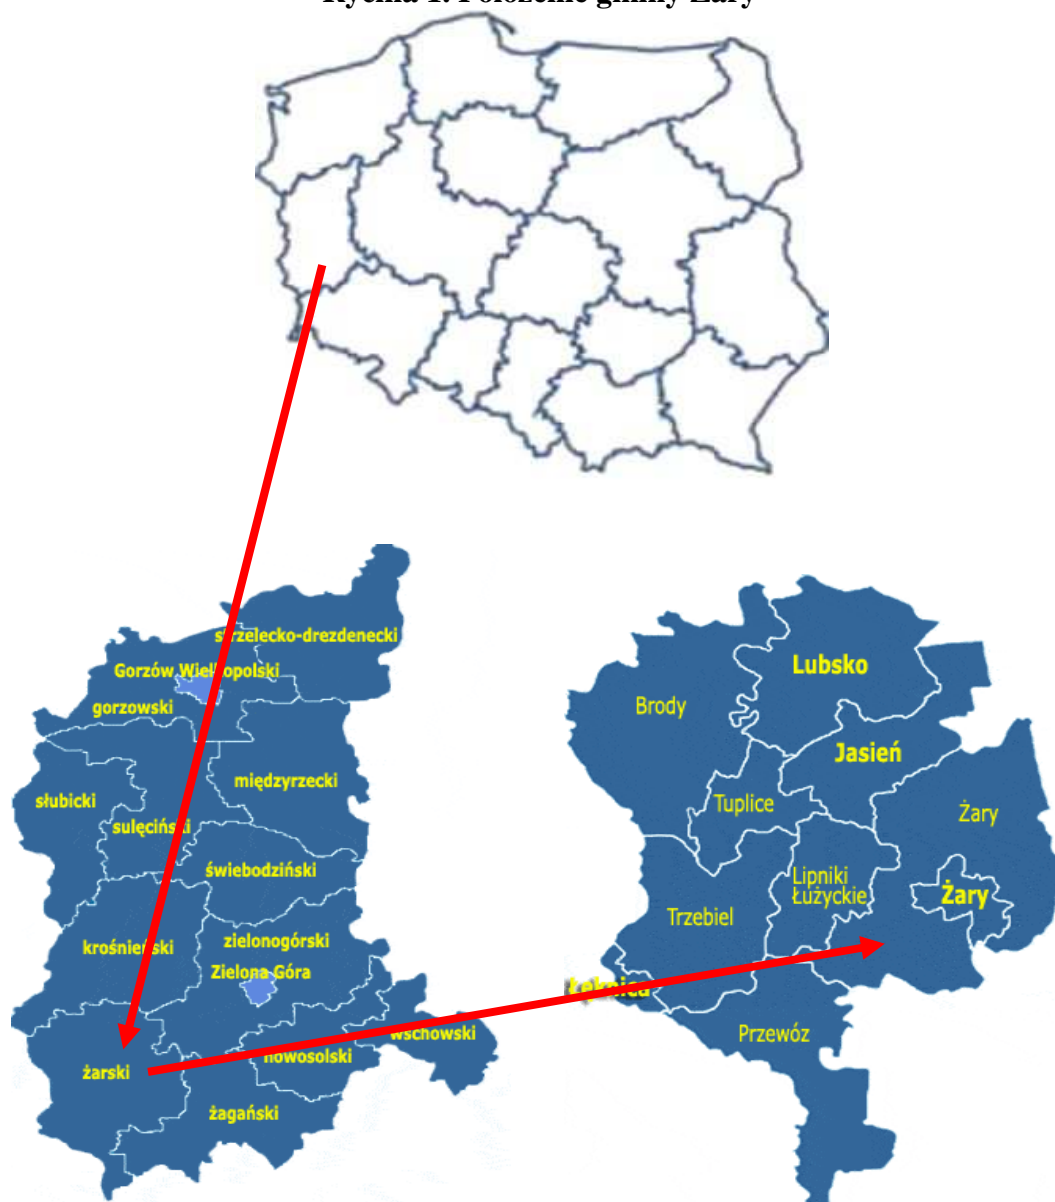 Rycina 1. Położenie gminy Żary
strzelecko-drezdenecki
Gorzów Wielkopolski
gorzowski
międzyrzecki
słubicki
sulęciński
świebodziński
krośnieński
zielonogórski
Zielona Góra
wschowski
nowosolski
żarski
żagański
Lubsko
Brody
Jasień
Tuplice
Żary
Lipniki
Łużyckie
Żary
Trzebiel
Łęknica
Przewóz